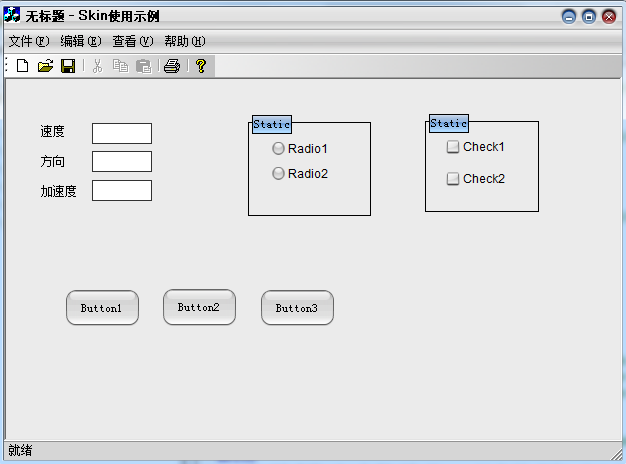 无标题 - Skin使用示例
文件(F) 编辑(E) 查看(V) 帮助(H)
速度
方向
加速度
Static
Radio1
Radio2
Static
Check1
Check2
Button1 Button2 Button3
就绪